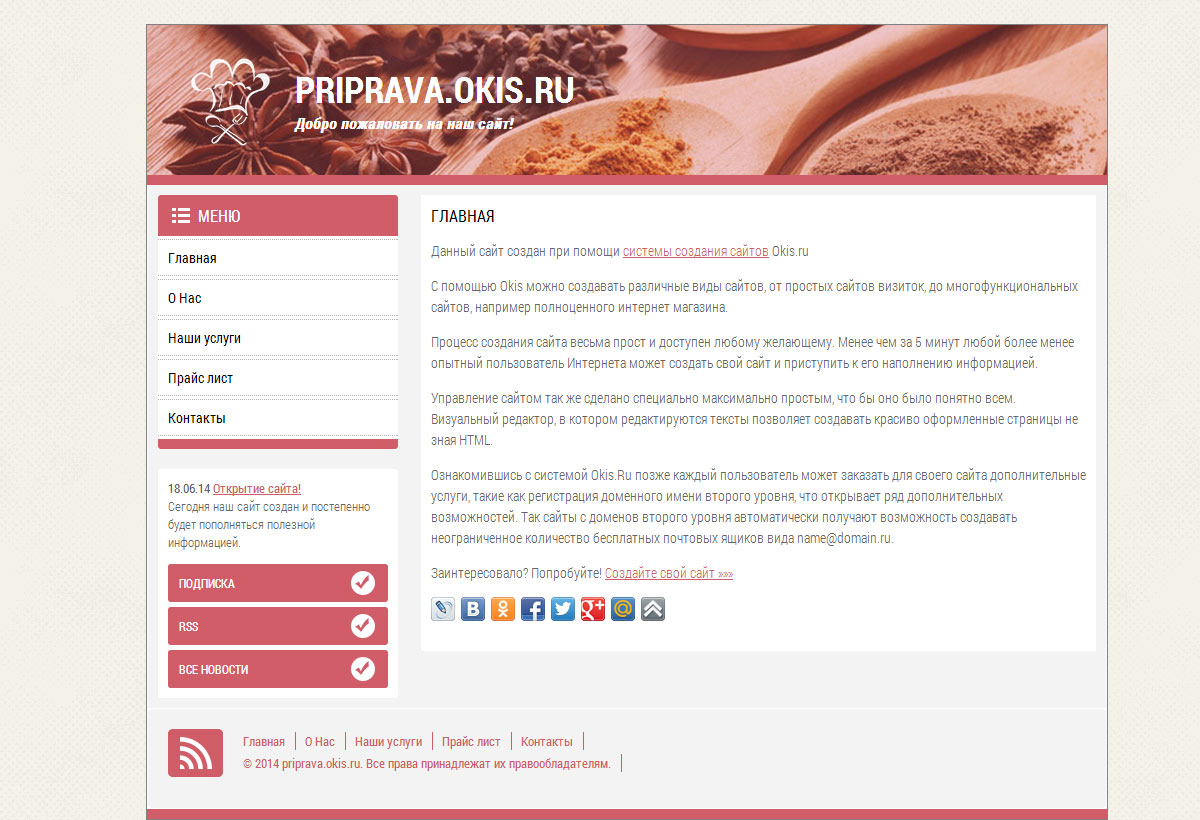 PRIPRAVA.OKIS.RU
Добро пожаловать на наш сайт!
МЕНЮ
Главная
О Нас
Наши услуги
Прайс лист
Контакты
18.06.14 Открытие сайта!
Сегодня наш сайт создан и постепенно
будет пополняться полезной
информацией.
ПОДПИСКА
RSS
ВСЕ НОВОСТИ
ГЛАВНАЯ
Данный сайт создан при помощи системы создания сайтов Okis.ru
С помощью Okis можно создавать различные виды сайтов, от простых сайтов визиток, до многофункциональных
сайтов, например полноценного интернет магазина.
Процесс создания сайта весьма прост и доступен любому желающему. Менее чем за 5 минут любой более менее
опытный пользователь Интернета может создать свой сайт и приступить к его наполнению информацией.
Управление сайтом так же сделано специально максимально простым, что бы оно было понятно всем.
Визуальный редактор, в котором редактируются тексты позволяет создавать красиво оформленные страницы не
зная HTML.
Ознакомившись с системой Okis.Ru позже каждый пользователь может заказать для своего сайта дополнительные
услуги, такие как регистрация доменного имени второго уровня, что открывает ряд дополнительных
возможностей. Так сайты с доменов второго уровня автоматически получают возможность создавать
неограниченное количество бесплатных почтовых ящиков вида name@domain.ru.
Заинтересовало? Попробуйте! Создайте свой сайт »»»
Главная О Нас Наши услуги Прайс лист Контакты
© 2014 priprava.okis.ru. Все права принадлежат их правообладателям.